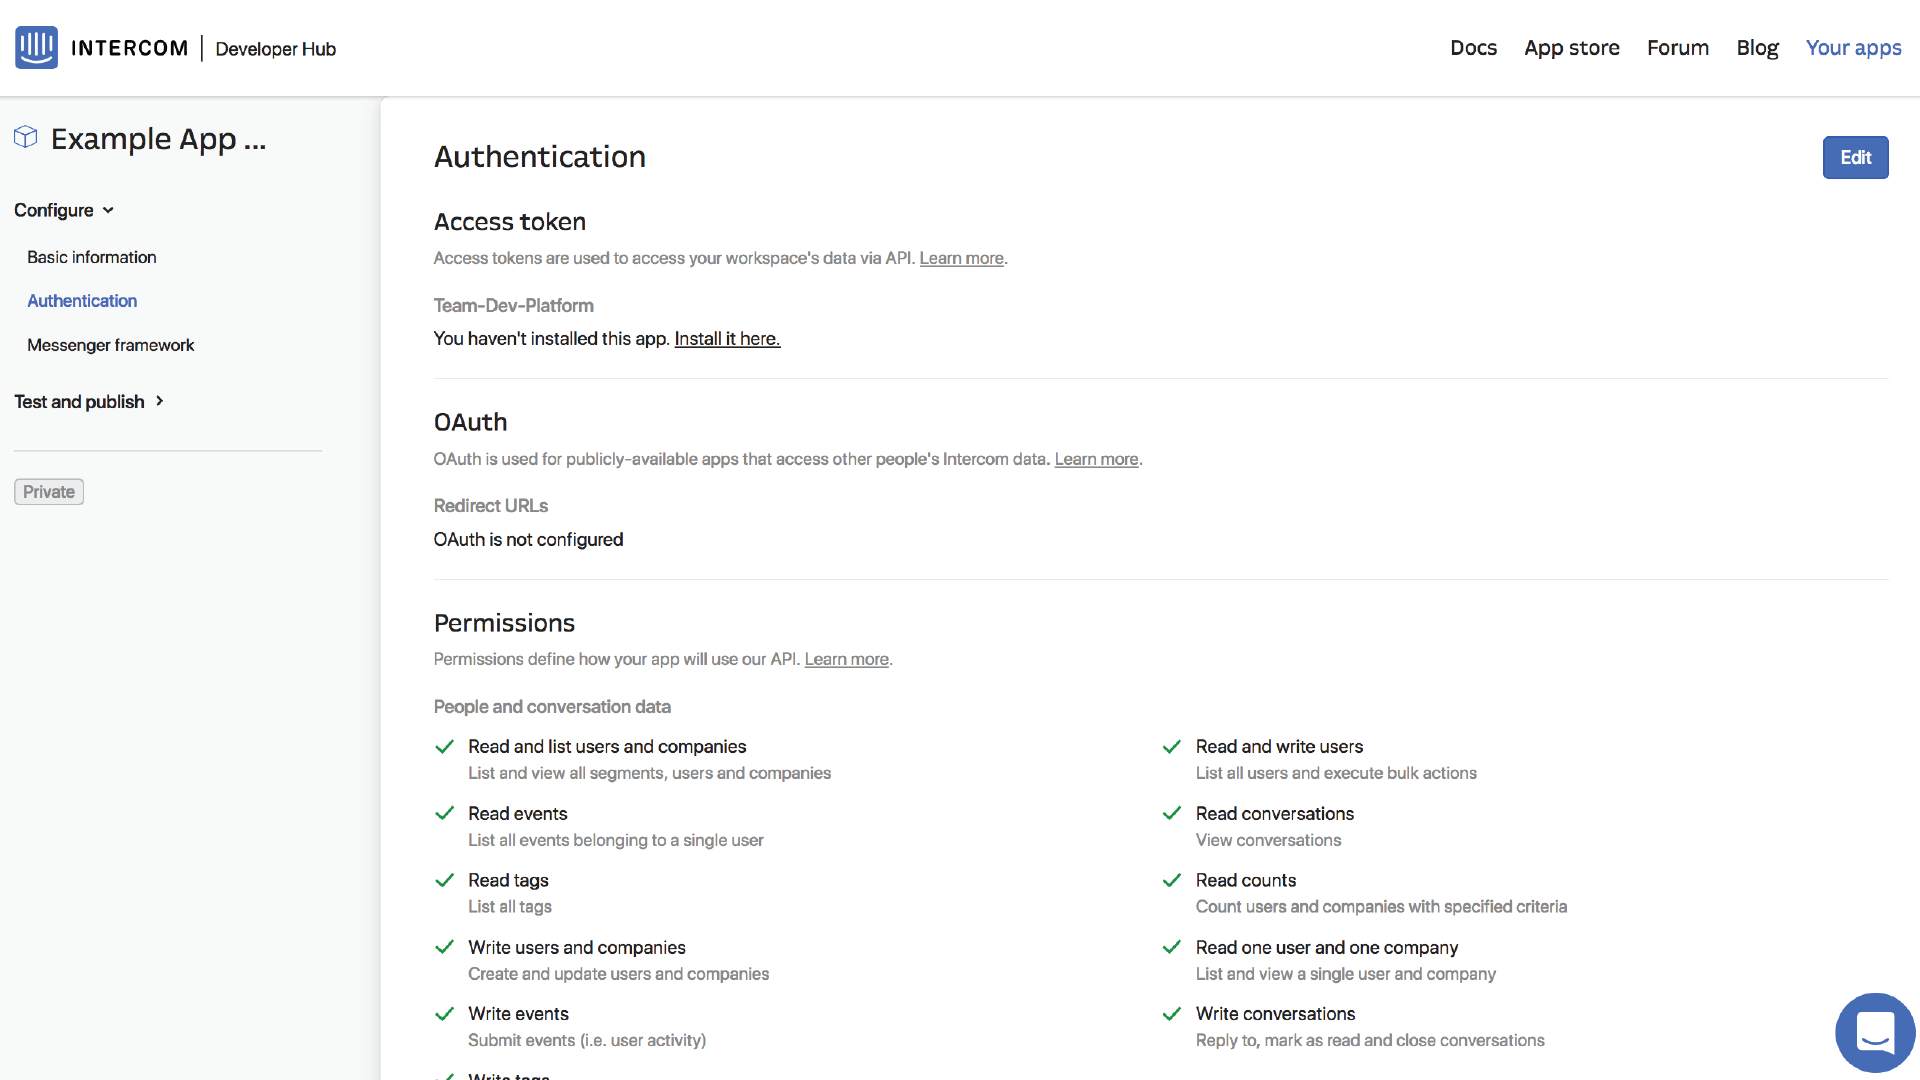 INTERCOM
Developer Hub
Docs
App store
Forum
Blog
Your apps
Example App ...
Configure
Basic information
Authentication
Messenger framework
Test and publish
Private
Authentication
Edit
Access token
Access tokens are used to access your workspace's data via API. Learn more.
Team-Dev-Platform
You haven't installed this app. Install it here.
OAuth
OAuth is used for publicly-available apps that access other people's Intercom data. Learn more.
Redirect URLs
OAuth is not configured
Permissions
Permissions define how your app will use our API. Learn more.
People and conversation data
Read and list users and companies
List and view all segments, users and companies
Read and write users
List all users and execute bulk actions
Read events
List all events belonging to a single user
Read conversations
View conversations
Read tags
List all tags
Read counts
Count users and companies with specified criteria
Write users and companies
Create and update users and companies
Read one user and one company
List and view a single user and company
Write events
Submit events (i.e. user activity)
Write conversations
Reply to, mark as read and close conversations
Write tags